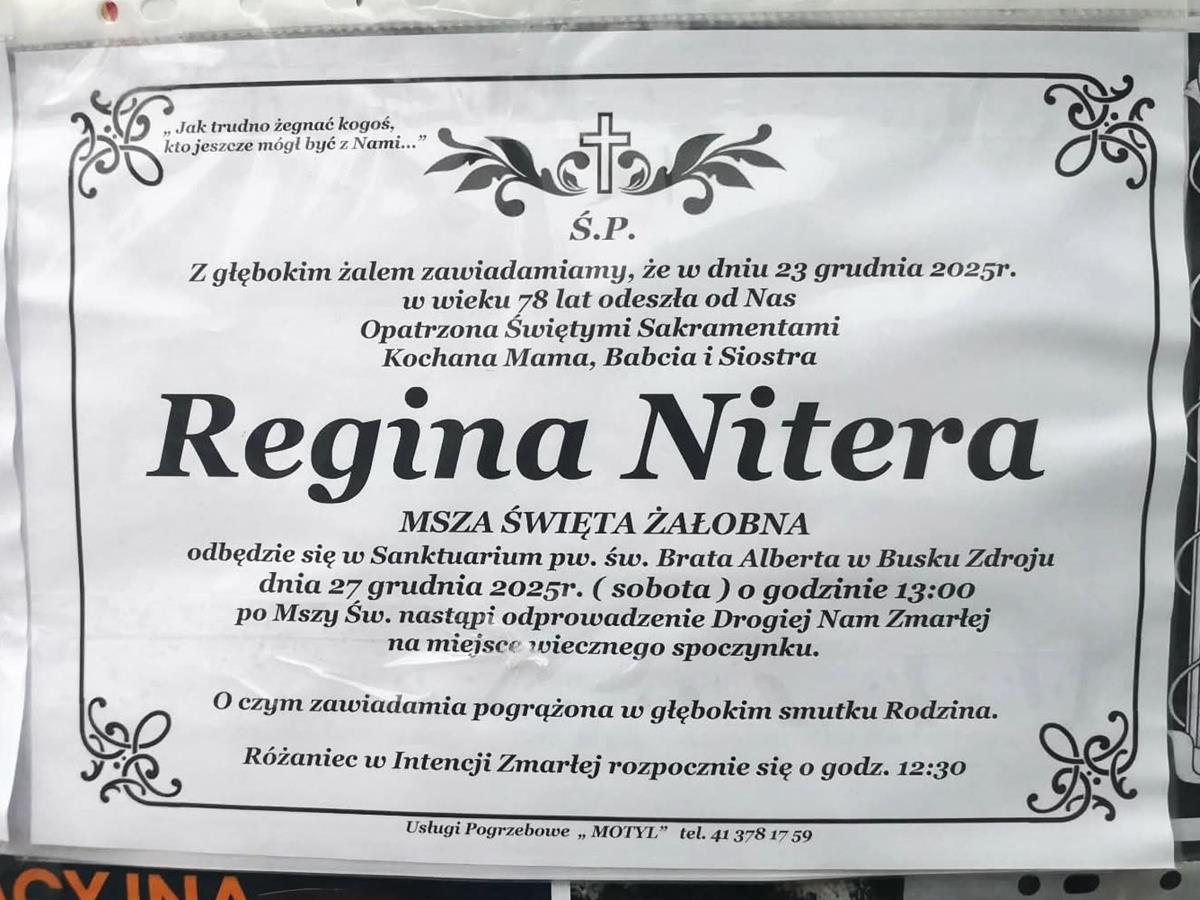 „ Jak trudno żegnać kogoś,
kto jeszcze mógł być z Nami..."
Ś.P.
Z głębokim żalem zawiadamiamy, że w dniu 23 grudnia 2025r.
w wieku 78 lat odeszła od Nas
Opatrzona Świętymi Sakramentami
Kochana Mama, Babcia i Siostra
Regina Nitera
MSZA ŚWIĘTA ŻAŁOBNA
odbędzie się w Sanktuarium pw. św. Brata Alberta w Busku Zdroju
dnia 27 grudnia 2025r. ( sobota ) o godzinie 13:00
po Mszy Św. nastąpi odprowadzenie Drogiej Nam Zmarłej
na miejsce wiecznego spoczynku.
O czym zawiadamia pogrążona w głębokim smutku Rodzina.
Różaniec w Intencji Zmarłej rozpocznie się o godz. 12:30
Usługi Pogrzebowe „ MOTYL" tel. 41 378 17 59